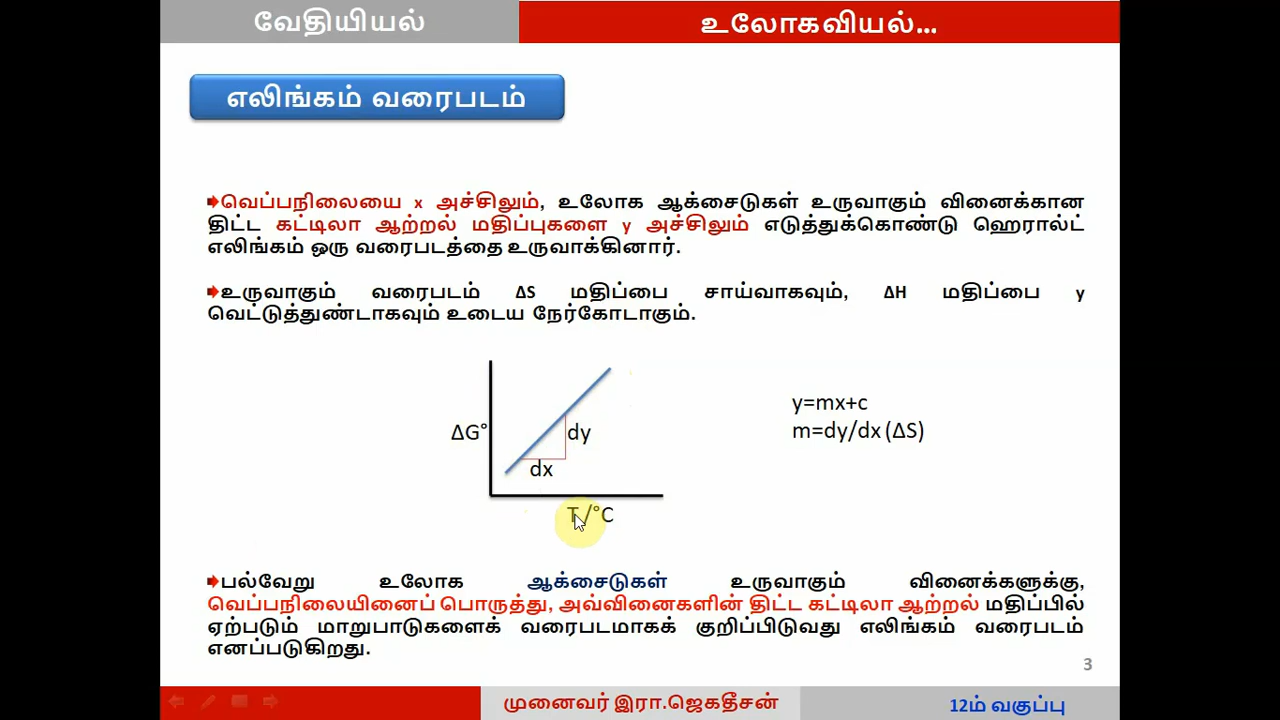 வேதியியல்
உலோகவியல்...
எலிங்கம் வரைபடம்
வெப்பநிலையை x அச்சிலும், உலோக ஆக்சைடுகள் உருவாகும் வினைக்கான
திட்ட கட்டிலா ஆற்றல் மதிப்புகளை y அச்சிலும் எடுத்துக்கொண்டு ஹெரால்ட்
எலிங்கம் ஒரு வரைபடத்தை உருவாக்கினார்.
உருவாகும் வரைபடம் ΔS மதிப்பை சாய்வாகவும், ΔH மதிப்பை y
வெட்டுத்துண்டாகவும் உடைய நேர்கோடாகும்.
y=mx+c
m=dy/dx (ΔS)
ΔG°
dy
dx
T /°C
பல்வேறு உலோக ஆக்சைடுகள் உருவாகும் வினைக்களுக்கு,
வெப்பநிலையினைப் பொருத்து, அவ்வினைகளின் திட்ட கட்டிலா ஆற்றல் மதிப்பில்
ஏற்படும் மாறுபாடுகளைக் வரைபடமாகக் குறிப்பிடுவது எலிங்கம் வரைபடம்
எனப்படுகிறது.
3
முனைவர் இரா.ஜெகதீசன்
12ம் வகுப்பு